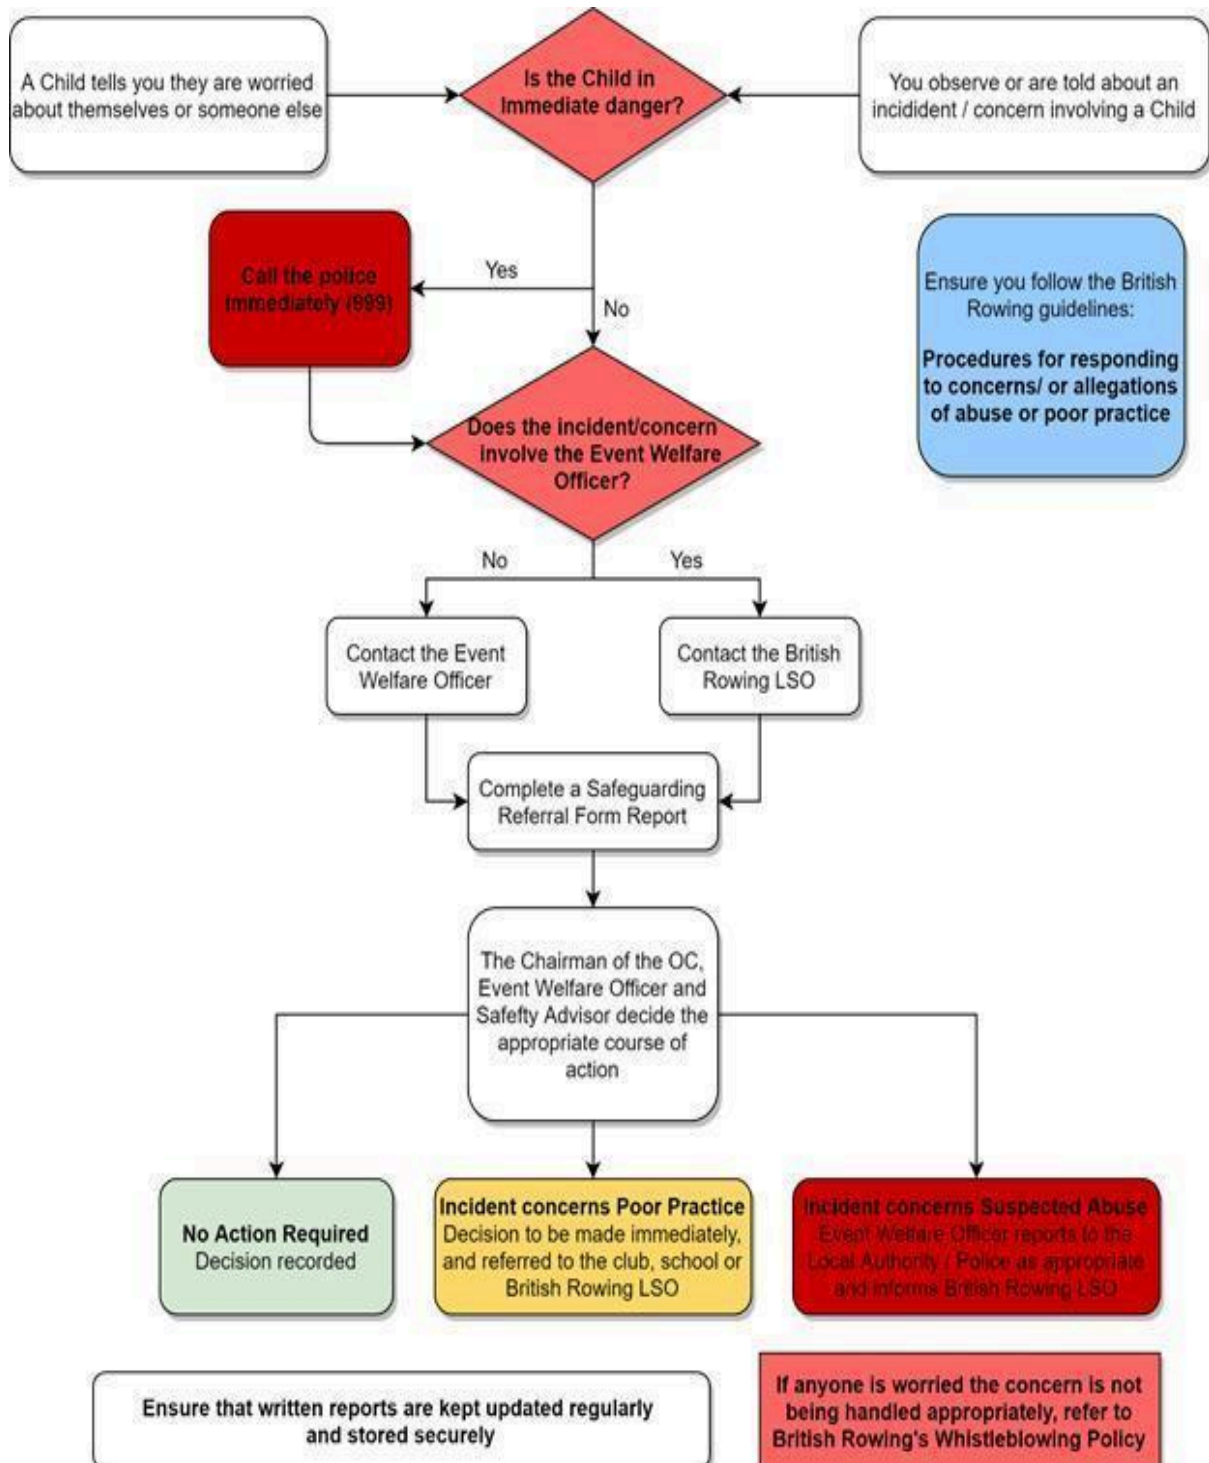 A Child tells you they are worried
about themselves or someone else
Is the Child in
Immediate danger?
You observe or are told about an
incidident / concern involving a Child
Call the police
immediately (999)
Yes
No
Ensure you follow the British
Rowing guidelines:
Procedures for responding
to concerns/ or allegations
of abuse or poor practice
Does the incident/concern
involve the Event Welfare
Officer?
No
Yes
Contact the Event
Welfare Officer
Contact the British
Rowing LSO
Complete a Safeguarding
Referral Form Report
The Chairman of the OC,
Event Welfare Officer and
Safefty Advisor decide the
appropriate course of
action
No Action Required
Decision recorded
Incident concerns Poor Practice
Decision to be made immediately,
and referred to the club, school or
British Rowing LSO
Incident concerns Suspected Abuse
Event Welfare Officer reports to the
Local Authority / Police as appropriate
and informs British Rowing LSO
Ensure that written reports are kept updated regularly
and stored securely
If anyone is worried the concern is not
being handled appropriately, refer to
British Rowing's Whistleblowing Policy